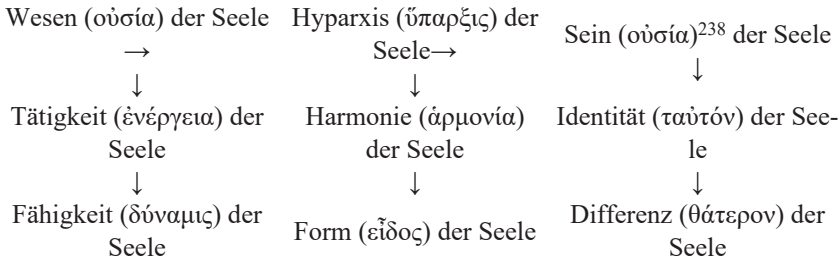 Wesen (οὐσία) der Seele → Hyparxis (ὕπαρξις) der Seele→ Sein (οὐσία)²³⁸ der Seele
↓ ↓ ↓
Tätigkeit (ἐνέργεια) der Seele Harmonie (ἁρμονία) der Seele Identität (ταὐτόν) der See-le
↓ ↓ ↓
Fähigkeit (δύναμις) der Seele Form (εἶδος) der Seele Differenz (θάτερον) der Seele